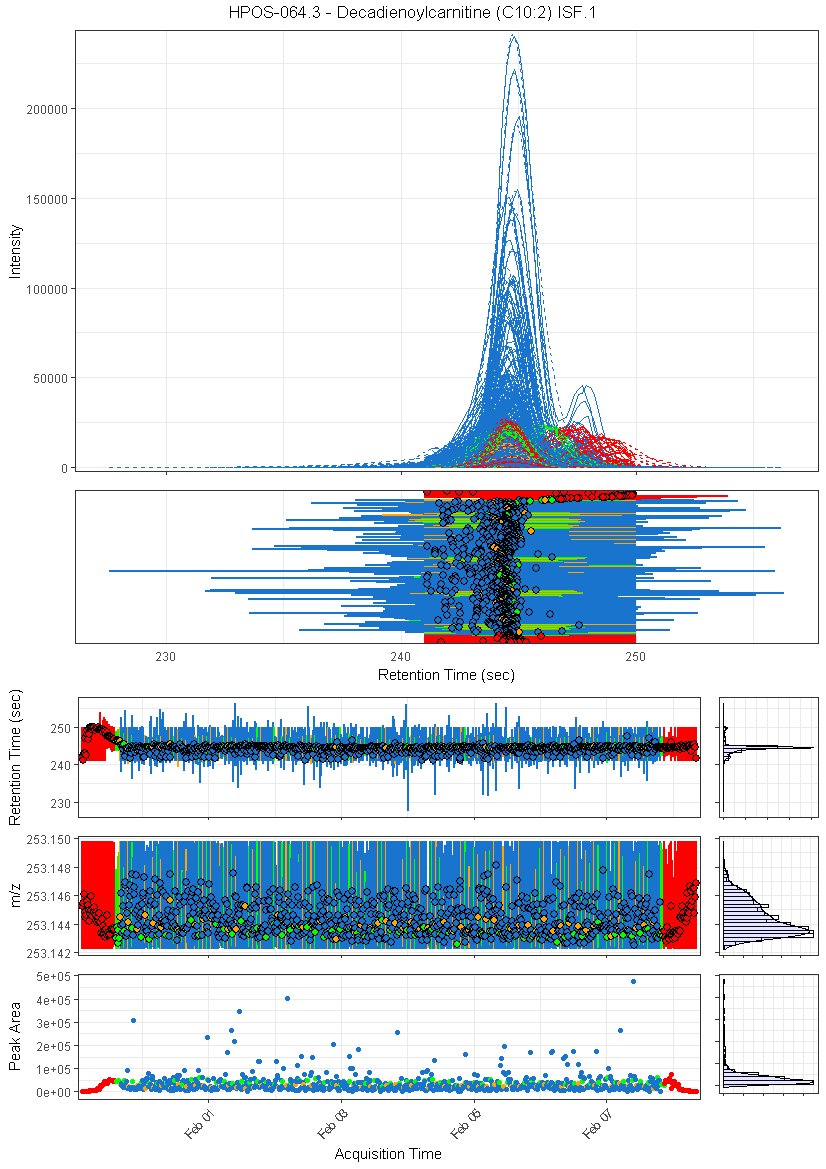 HPOS-064.3 - Decadienoylcarnitine (C10:2) ISF.1
Intensity
200000
150000
100000
50000
0
230
240
250
Retention Time (sec)
Retention Time (sec)
250
240
230
m/z
253.150
253.148
253.146
253.144
253.142
Peak Area
5e+05
4e+05
3e+05
2e+05
1e+05
0e+00
Feb 01
Feb 03
Feb 05
Feb 07
Acquisition Time